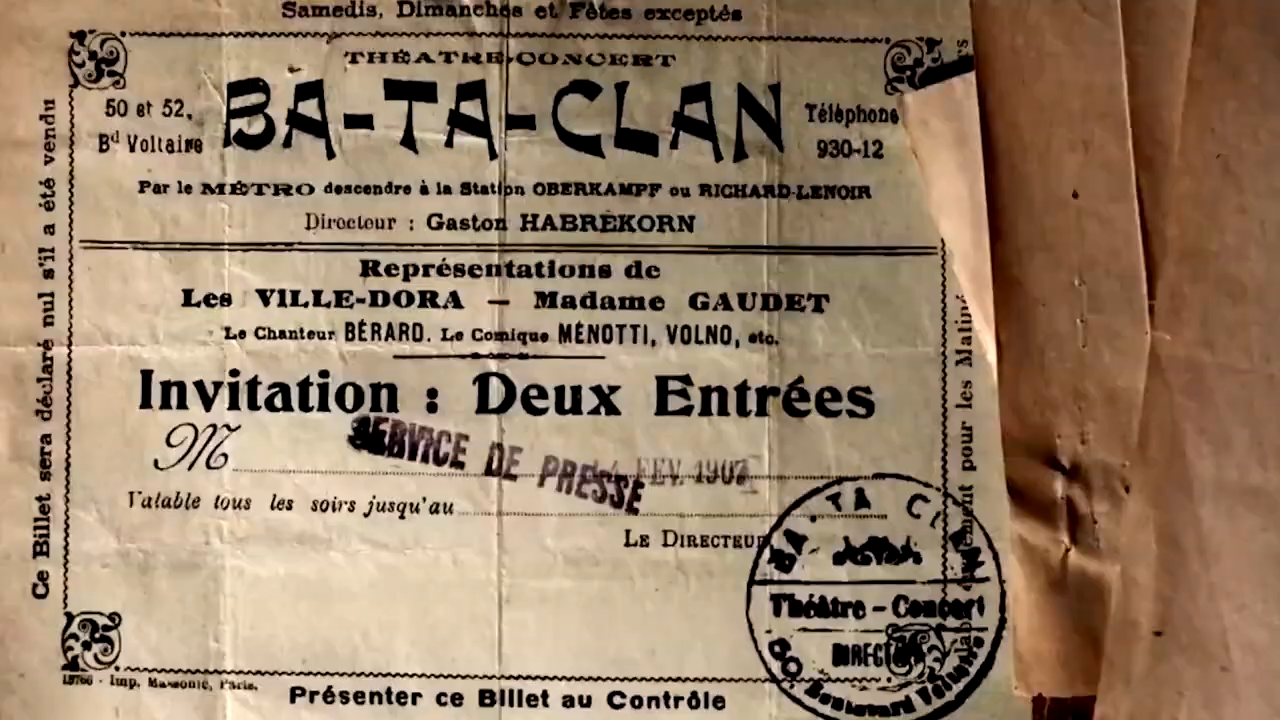 Samedis, Dimanches et Fêtes exceptés
THÉATRE-CONCERT
BA-TA-CLAN
50 et 52,
Bd Voltaire
Téléphone
930-12
Par le MÉTRO descendre à la Station OBERKAMPF ou RICHARD-LENOIR
Directeur : Gaston HABREKORN
Représentations de
Les VILLE-DORA — Madame GAUDET
Le Chanteur BÉRARD. Le Comique MÉNOTTI, VOLNO, etc.
Invitation : Deux Entrées
M
SERVICE DE PRESSE
FEV. 1907
Valable tous les soirs jusqu'au
LE DIRECTEUR
BA-TA CLAN
Théâtre - Concert
DIRECTION
50, Boulevard Voltaire
Présenter ce Billet au Contrôle
Imp. Paris.
Ce Billet sera déclaré nul s'il a été vendu
pour les